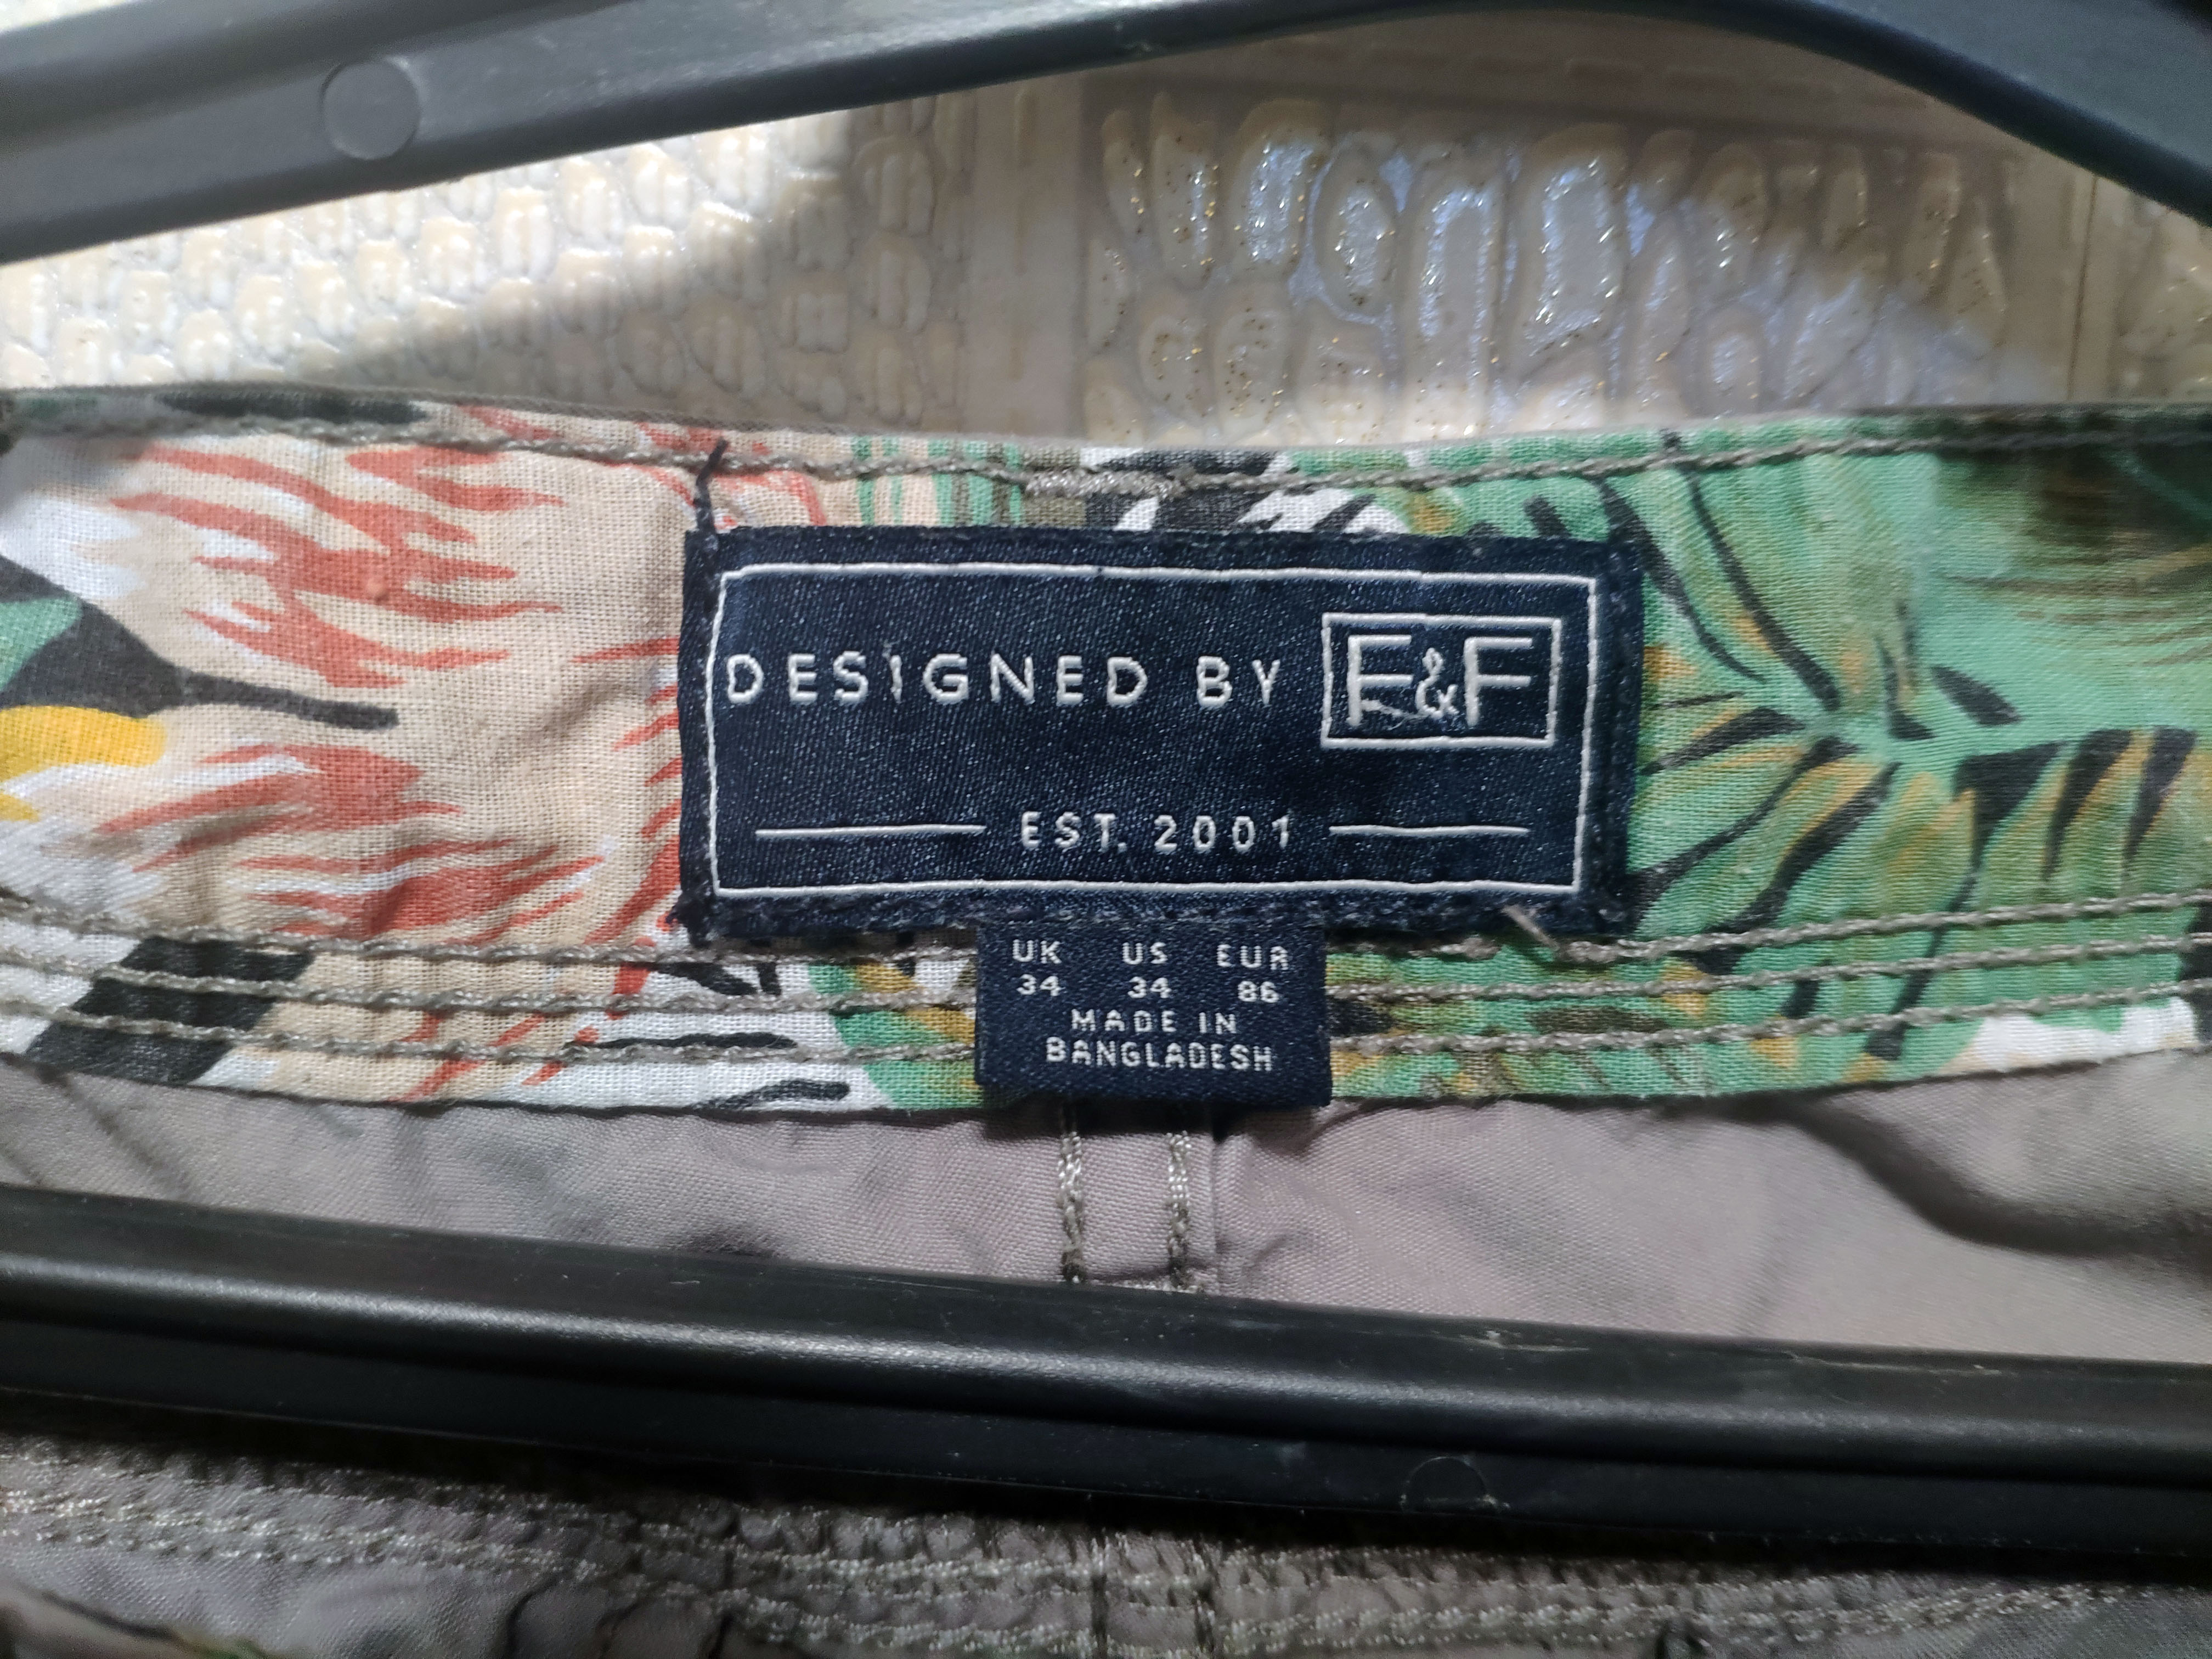 DESIGNED BY F&F
EST. 2001
UK US EUR
34 34 86
MADE IN
BANGLADESH